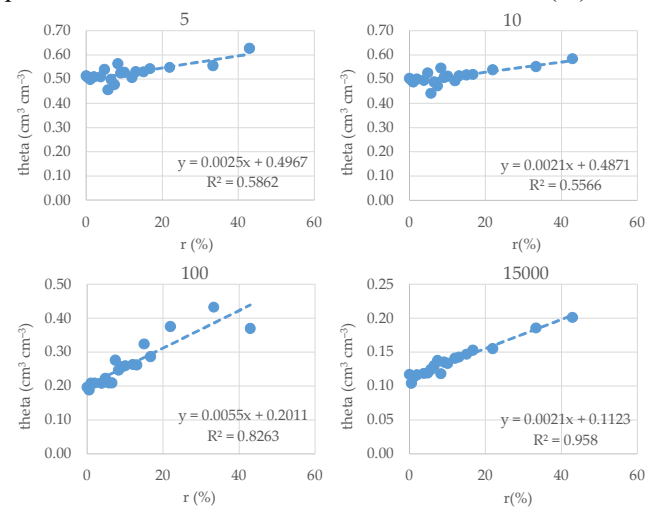 5
0.70
0.60
0.50
0.40
0.30
0.20
0.10
0.00
theta (cm³ cm⁻³)
y = 0.0025x + 0.4967
R² = 0.5862
0 20 40 60
r (%)
10
0.70
0.60
0.50
0.40
0.30
0.20
0.10
0.00
theta (cm³ cm⁻³)
y = 0.0021x + 0.4871
R² = 0.5566
0 20 40 60
r(%)
100
0.50
0.40
0.30
0.20
0.10
0.00
theta (cm³ cm⁻³)
y = 0.0055x + 0.2011
R² = 0.8263
0 20 40 60
r (%)
15000
0.25
0.20
0.15
0.10
0.05
0.00
theta (cm³ cm⁻³)
y = 0.0021x + 0.1123
R² = 0.958
0 20 40 60
r(%)